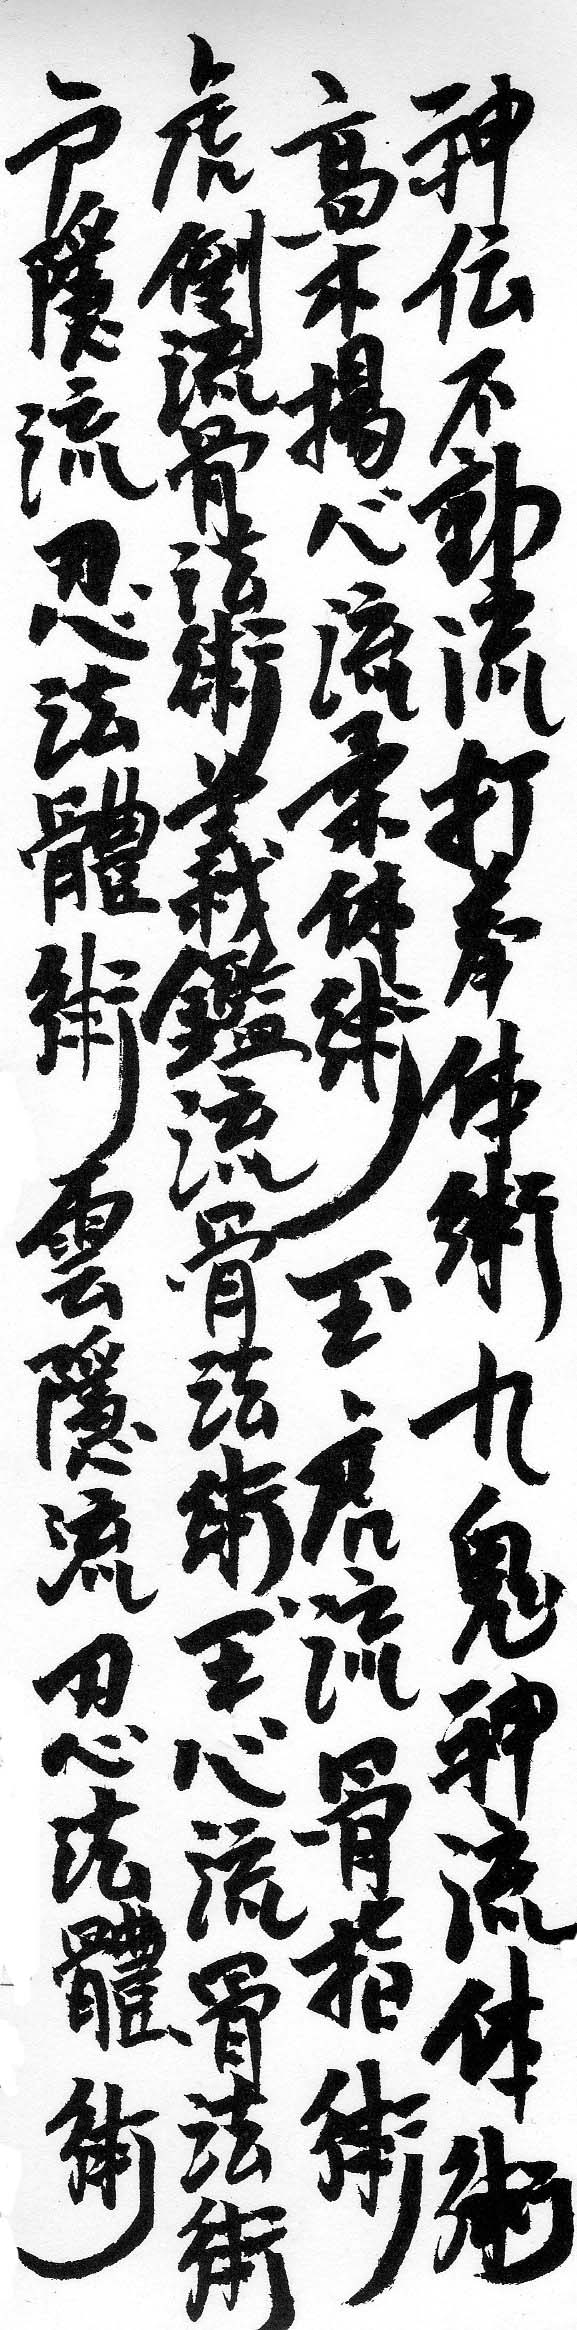 神伝不動流打拳体術九鬼神流体術
高木揚心流柔体術玉虎流骨指術
虎倒流骨法術義鑑流骨法術玉心流骨法術
戸隠流忍法體術雲隠流忍法體術